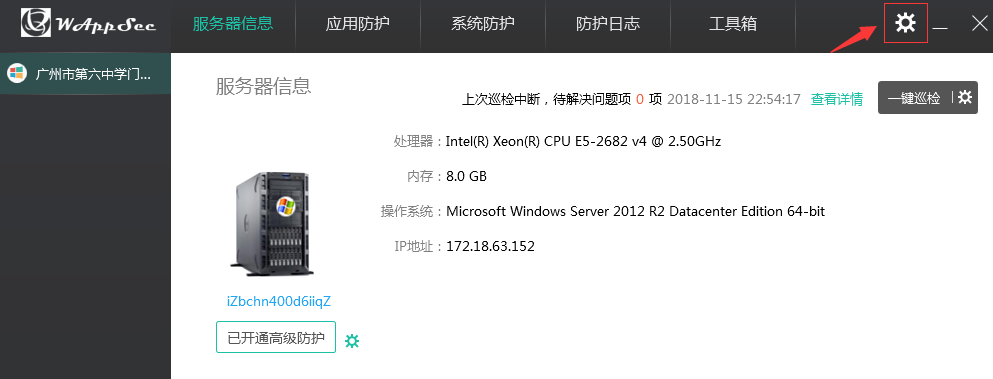 WAppSec 服务器信息 应用防护 系统防护 防护日志 工具箱
广州市第六中学门...
服务器信息
上次巡检中断，待解决问题项 0 项 2018-11-15 22:54:17 查看详情 一键巡检
处理器：Intel(R) Xeon(R) CPU E5-2682 v4 @ 2.50GHz
内存：8.0 GB
操作系统：Microsoft Windows Server 2012 R2 Datacenter Edition 64-bit
IP地址：172.18.63.152
iZbchn400d6iiqZ
已开通高级防护